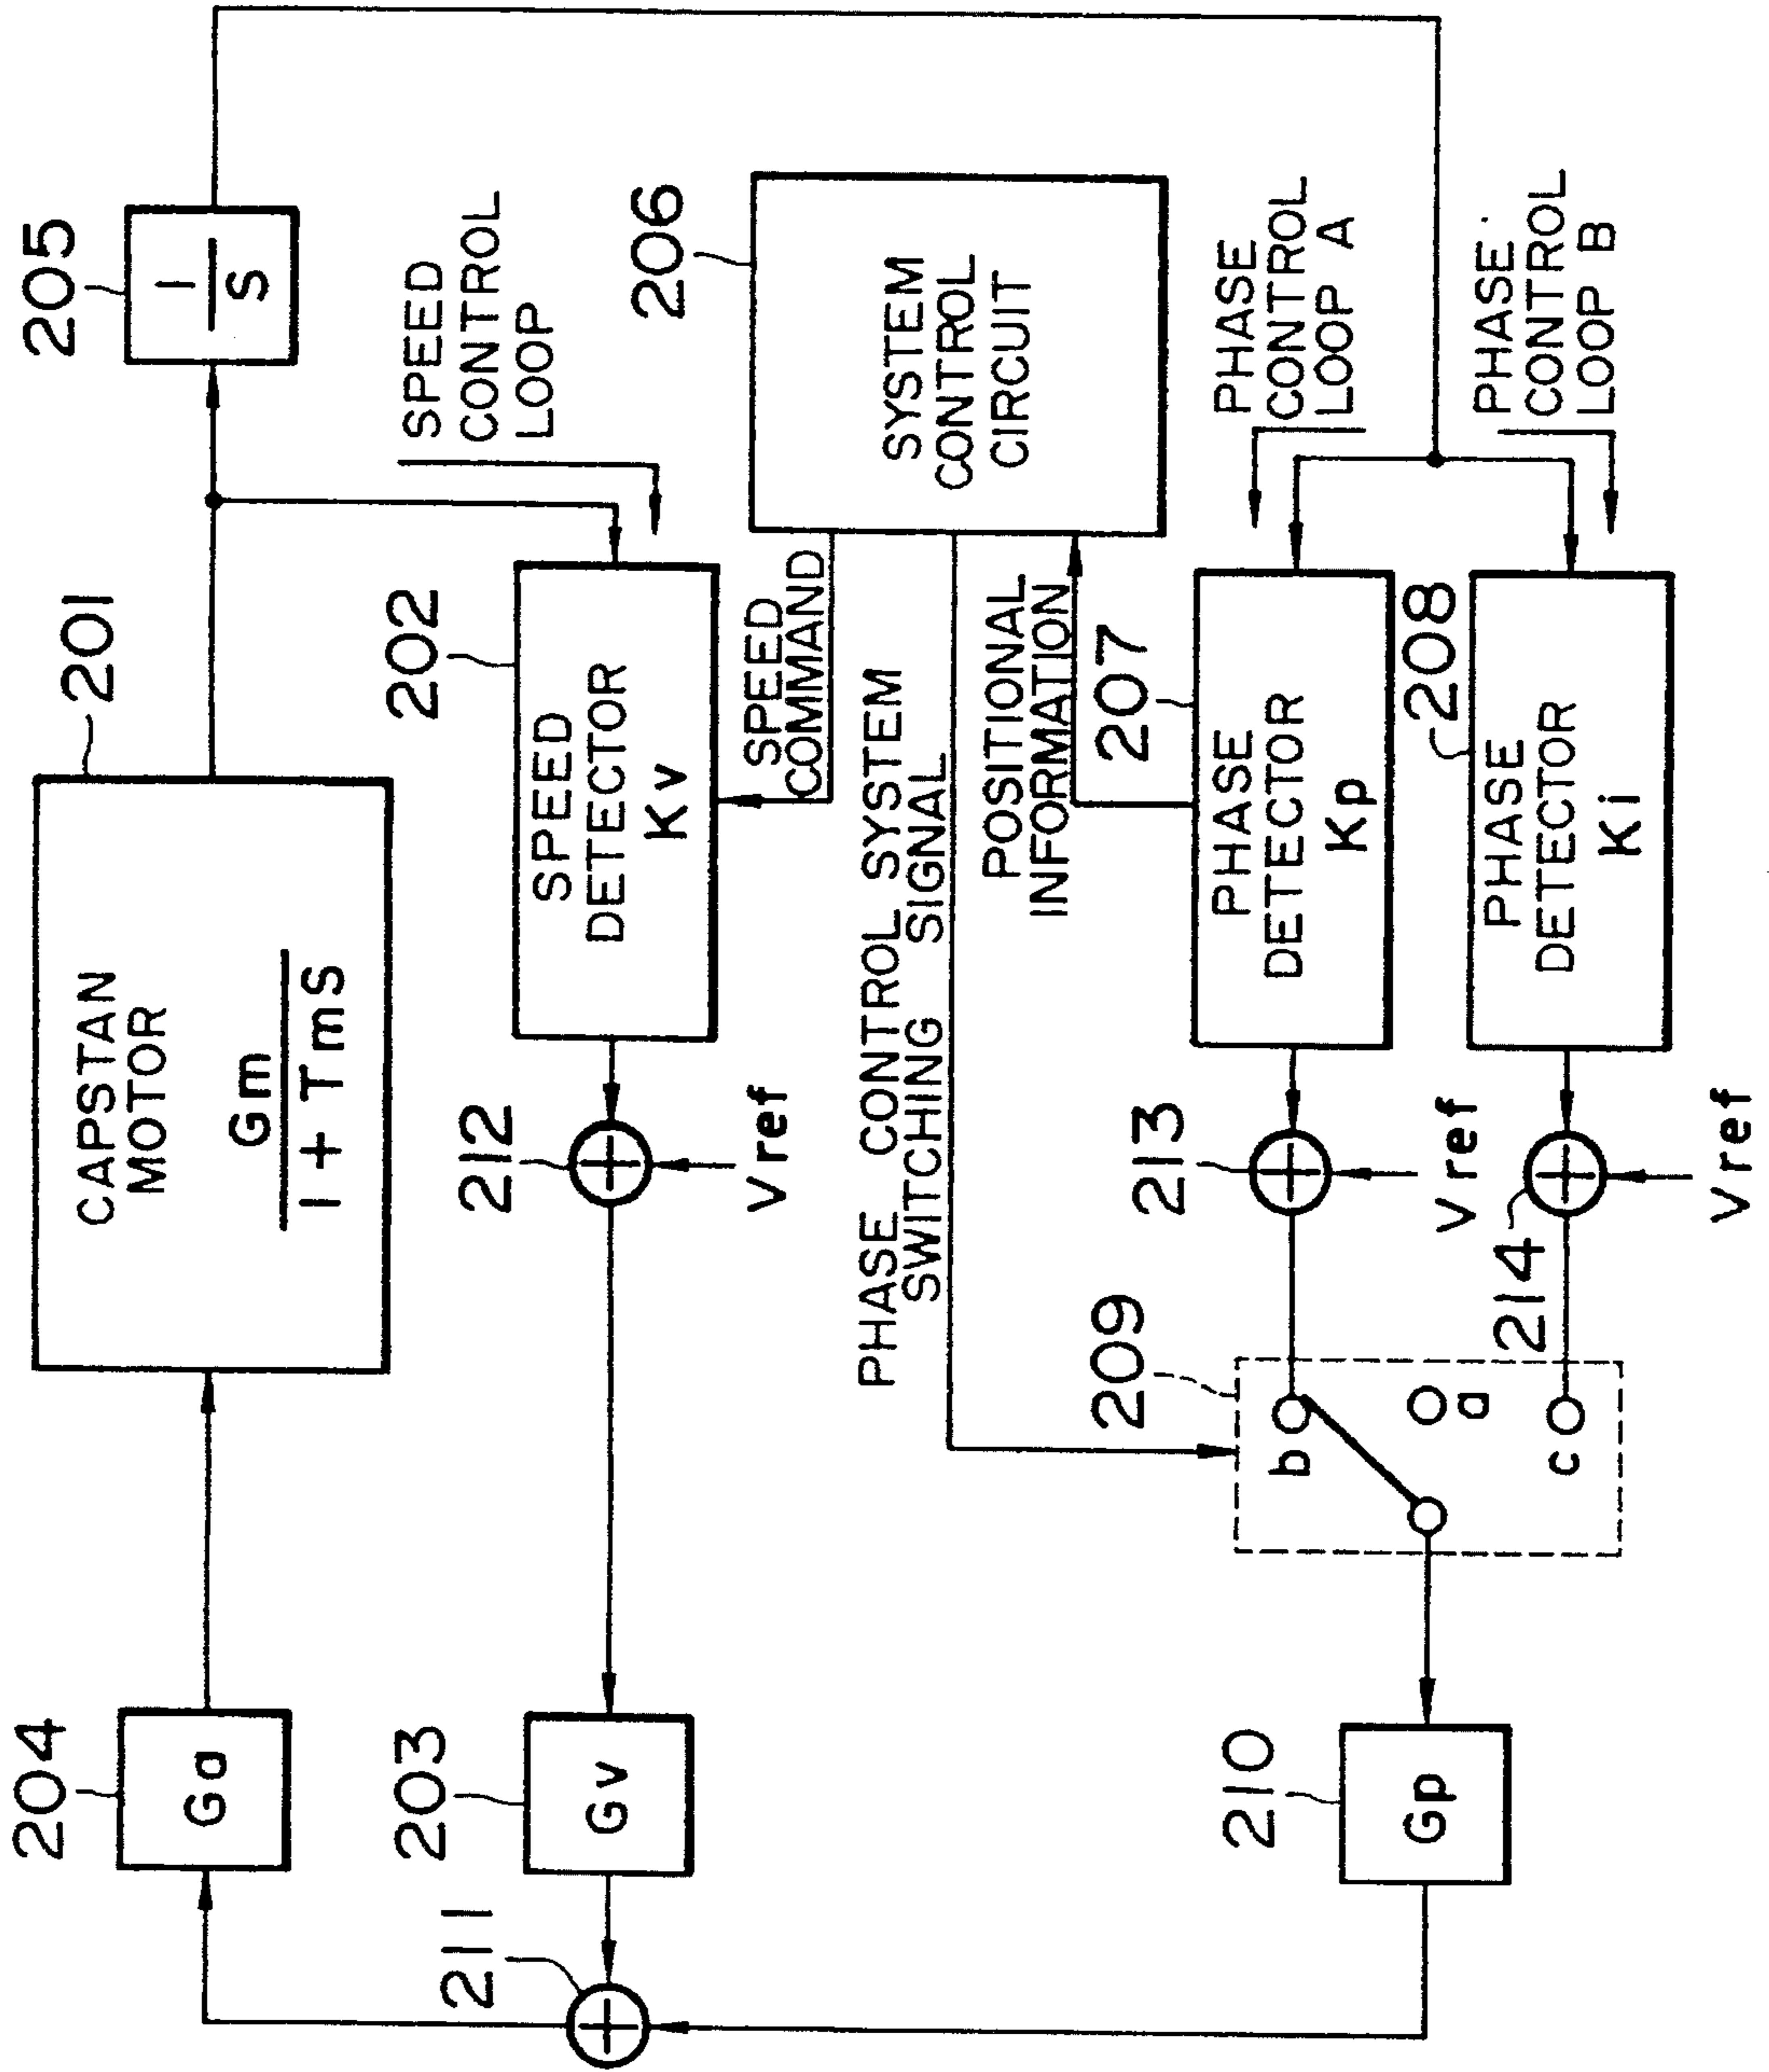 204
Ga
CAPSTAN
MOTOR
Gm
1 + TmS
201
205
1
S
203
Gv
211
212
Vref
SPEED
DETECTOR
Kv
202
SPEED
CONTROL
LOOP
SPEED
COMMAND
206
SYSTEM
CONTROL
CIRCUIT
PHASE CONTROL SYSTEM
SWITCHING SIGNAL
POSITIONAL
INFORMATION
207
PHASE
DETECTOR
Kp
PHASE
CONTROL
LOOP A
213
Vref
209
b
a
c
210
Gp
214
Vref
208
PHASE
DETECTOR
Ki
PHASE
CONTROL
LOOP B